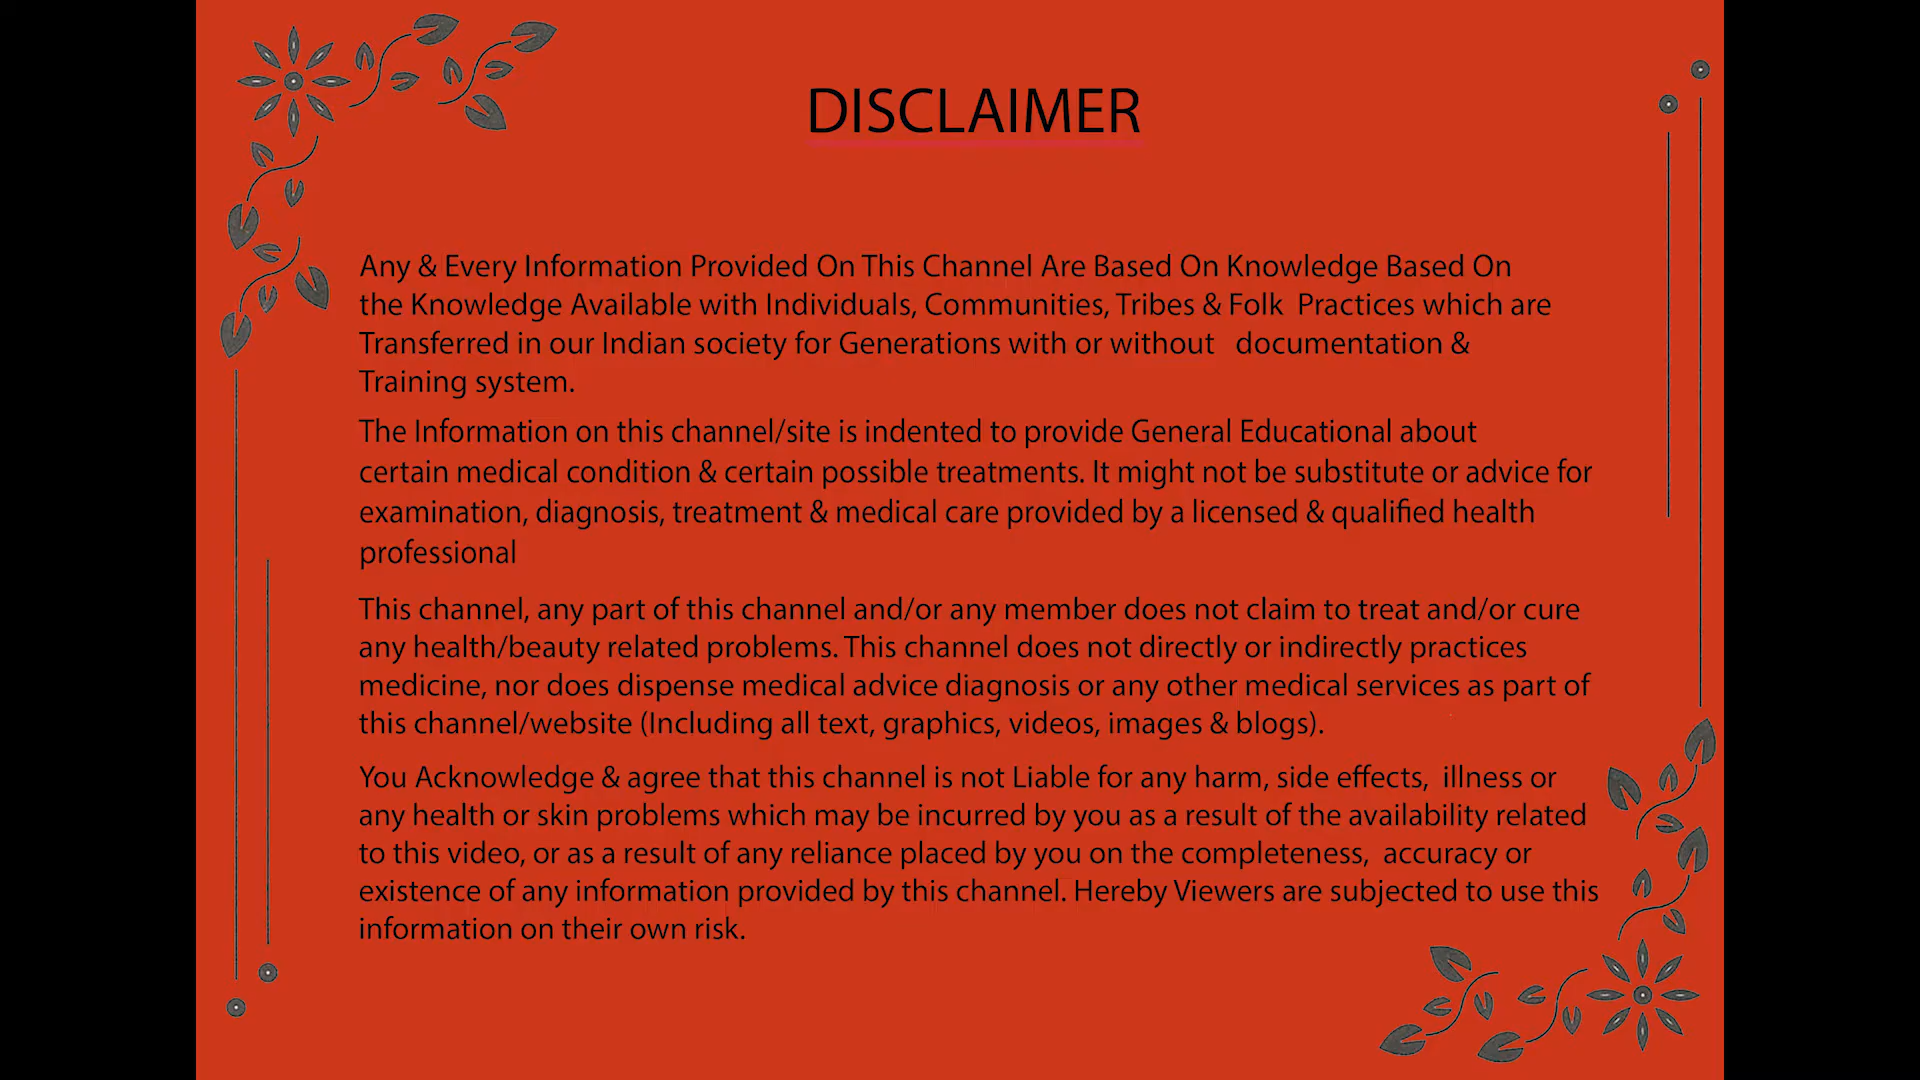 DISCLAIMER
Any & Every Information Provided On This Channel Are Based On Knowledge Based On
the Knowledge Available with Individuals, Communities, Tribes & Folk Practices which are
Transferred in our Indian society for Generations with or without documentation &
Training system.
The Information on this channel/site is indented to provide General Educational about
certain medical condition & certain possible treatments. It might not be substitute or advice for
examination, diagnosis, treatment & medical care provided by a licensed & qualified health
professional
This channel, any part of this channel and/or any member does not claim to treat and/or cure
any health/beauty related problems. This channel does not directly or indirectly practices
medicine, nor does dispense medical advice diagnosis or any other medical services as part of
this channel/website (Including all text, graphics, videos, images & blogs).
You Acknowledge & agree that this channel is not Liable for any harm, side effects, illness or
any health or skin problems which may be incurred by you as a result of the availability related
to this video, or as a result of any reliance placed by you on the completeness, accuracy or
existence of any information provided by this channel. Hereby Viewers are subjected to use this
information on their own risk.